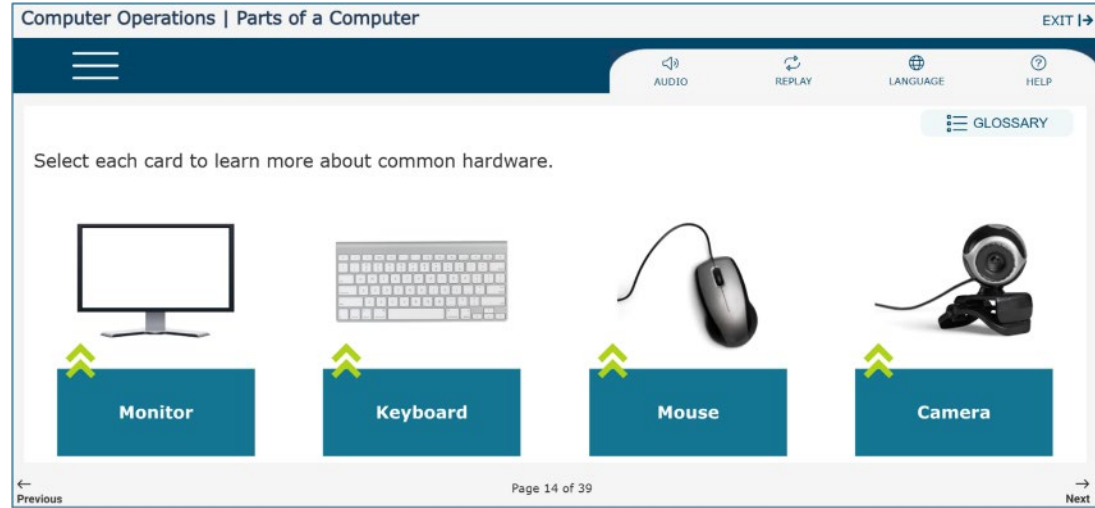 Computer Operations | Parts of a Computer
EXIT
AUDIO
REPLAY
LANGUAGE
HELP
GLOSSARY
Select each card to learn more about common hardware.
Monitor
Keyboard
Mouse
Camera
Previous
Page 14 of 39
Next